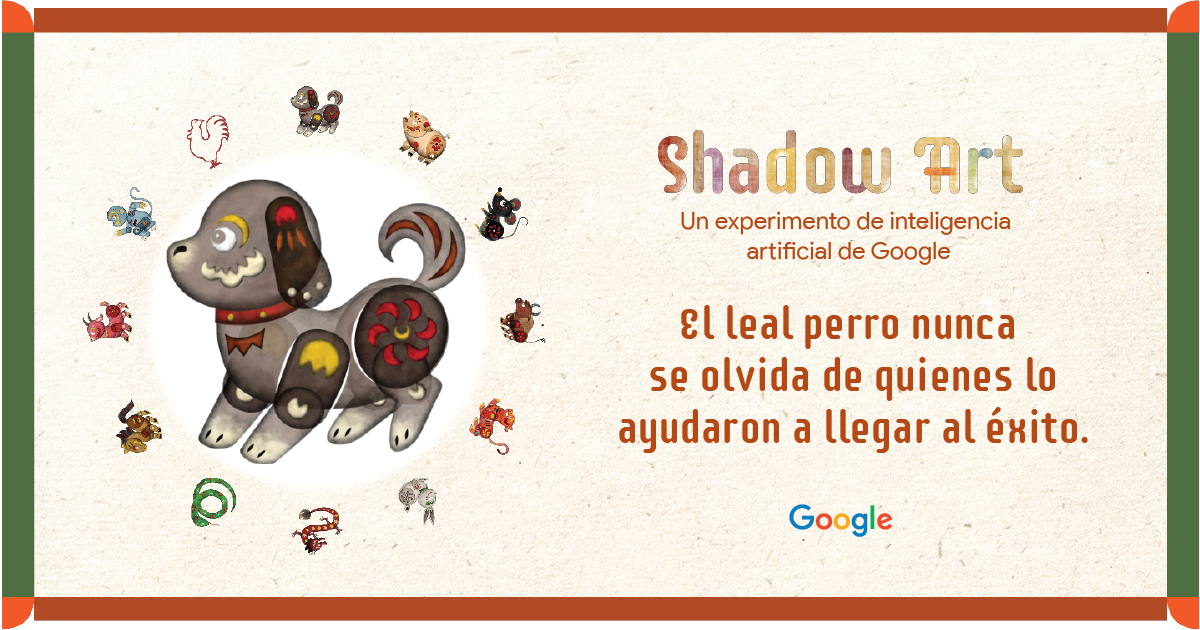 Shadow Art
Un experimento de inteligencia
artificial de Google
El leal perro nunca
se olvida de quienes lo
ayudaron a llegar al éxito.
Google